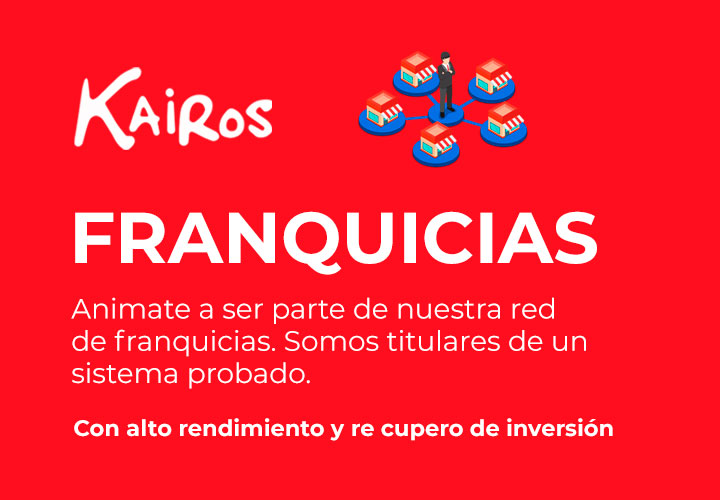 KAiRoS
FRANQUICIAS
Animate a ser parte de nuestra red
de franquicias. Somos titulares de un
sistema probado.
Con alto rendimiento y re cupero de inversión